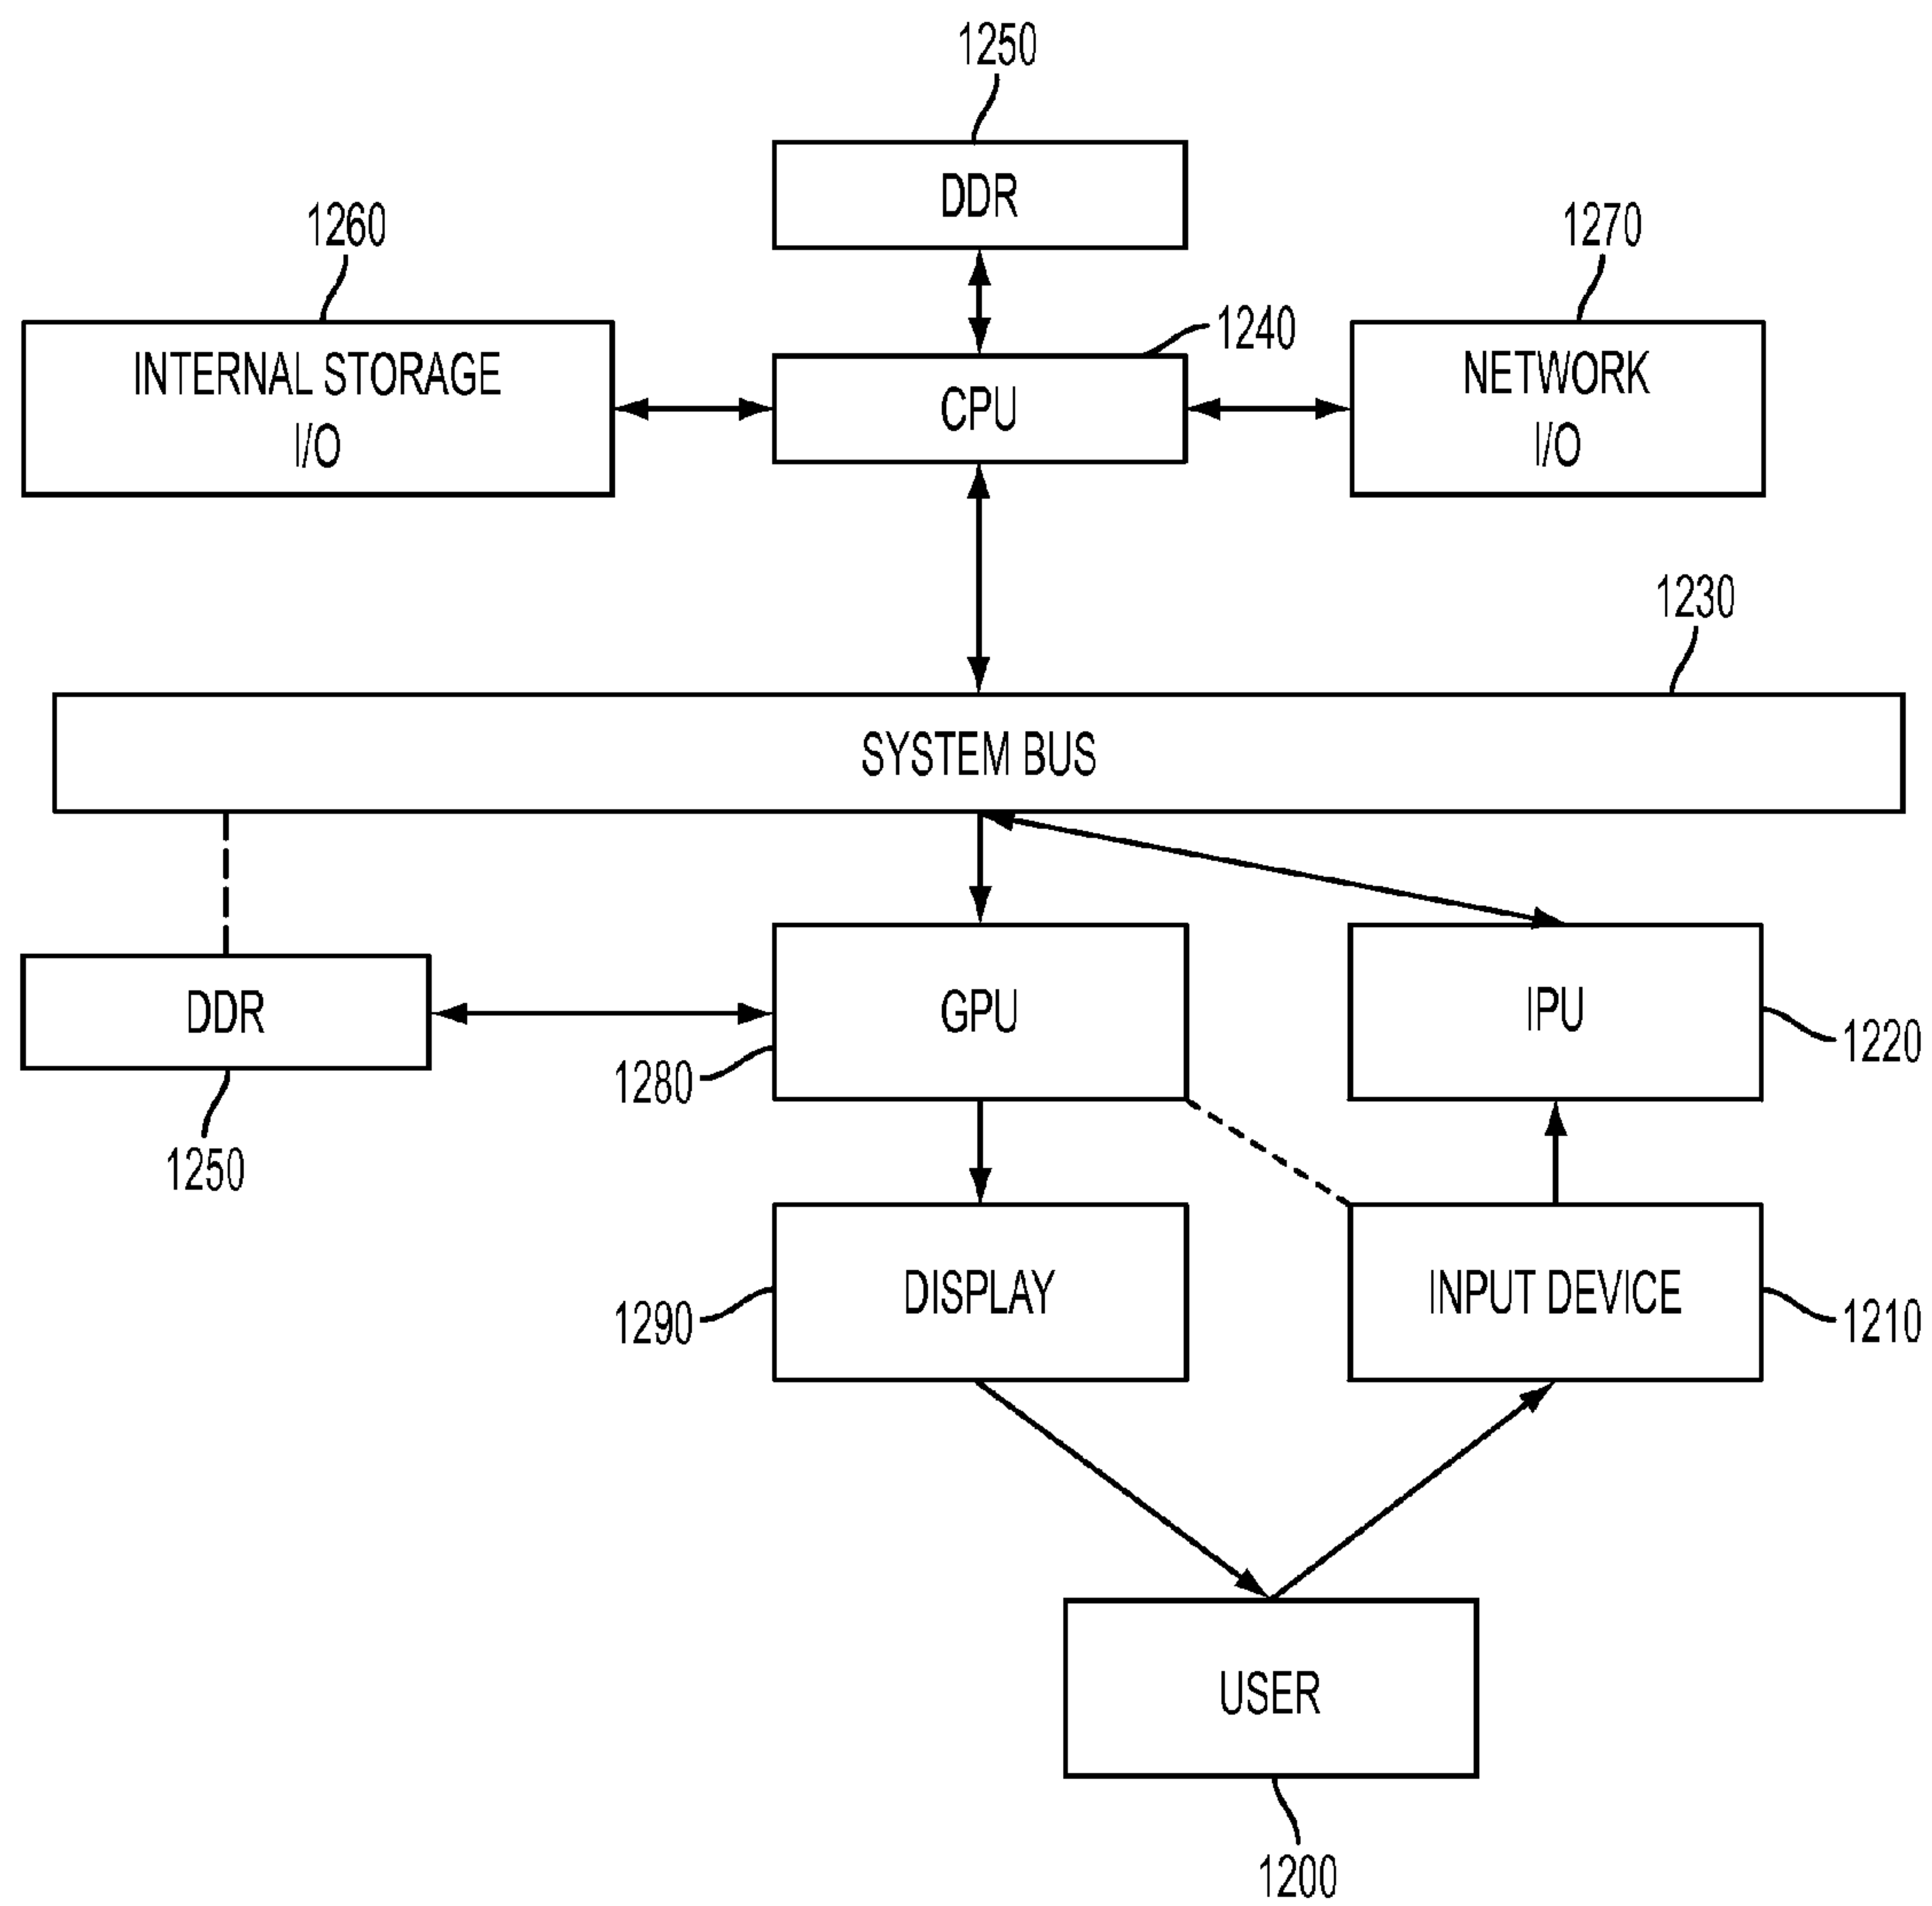 1250
DDR
1260
1270
1240
INTERNAL STORAGE
I/O
CPU
NETWORK
I/O
1230
SYSTEM BUS
DDR
GPU
IPU
1280
1220
1250
DISPLAY
INPUT DEVICE
1290
1210
USER
1200